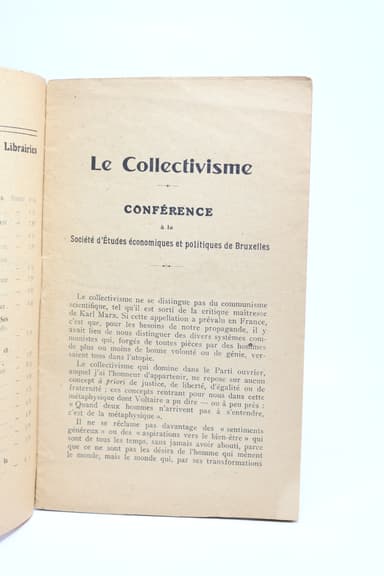 Librairies
Le Collectivisme
CONFÉRENCE
à la
Société d'Études économiques et politiques de Bruxelles
Le collectivisme ne se distingue pas du communisme
scientifique, tel qu'il est sorti de la critique maîtresse
de Karl Marx. Si cette appellation a prévalu en France,
c'est que, pour les besoins de notre propagande, il y
avait lieu de nous distinguer des divers systèmes com-
munistes qui, forgés de toutes pièces par des hommes
de plus ou moins de bonne volonté ou de génie, ver-
saient tous dans l'utopie.
Le collectivisme qui domine dans le Parti ouvrier,
auquel j'ai l'honneur d'appartenir, ne repose sur aucun
concept à priori de justice, de liberté, d'égalité ou de
fraternité : ces concepts rentrant pour nous dans cette
métaphysique dont Voltaire a pu dire — ou à peu près :
« Quand deux hommes n'arrivent pas à s'entendre,
c'est de la métaphysique ».
Il ne se réclame pas davantage des « sentiments
généreux » ou des « aspirations vers le bien-être » qui
sont de tous les temps, sans jamais avoir abouti, parce
que ce ne sont pas les désirs de l'homme qui mènent
le monde, mais le monde qui, par ses transformations